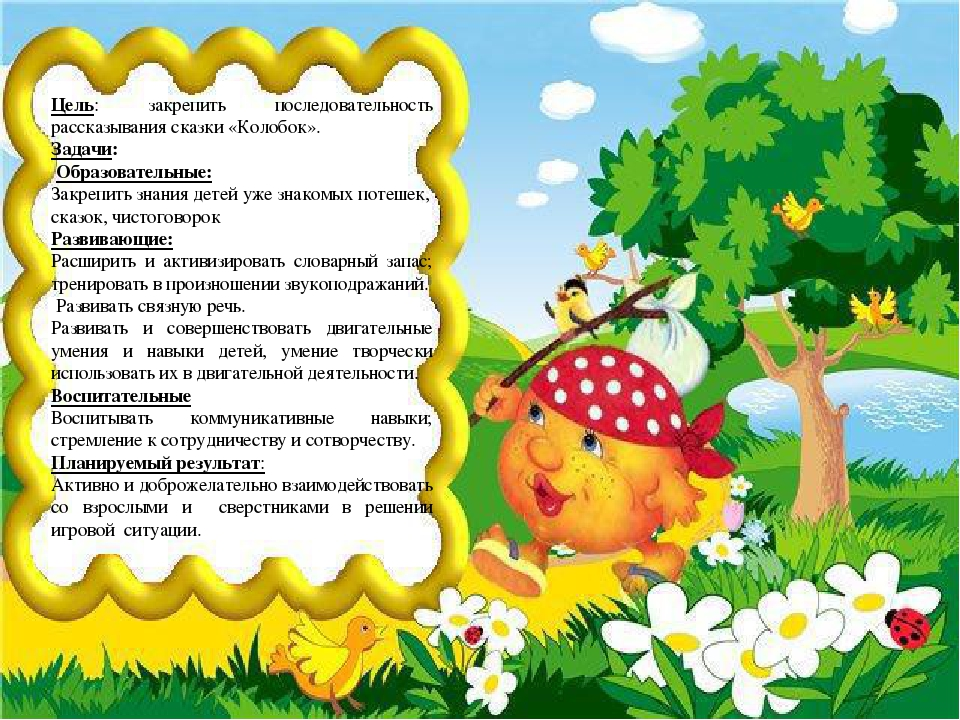 Цель: закрепить последовательность
рассказывания сказки «Колобок».
Задачи:
Образовательные:
Закрепить знания детей уже знакомых потешек,
сказок, чистоговорок
Развивающие:
Расширить и активизировать словарный запас;
тренировать в произношении звукоподражаний.
Развивать связную речь.
Развивать и совершенствовать двигательные
умения и навыки детей, умение творчески
использовать их в двигательной деятельности.
Воспитательные
Воспитывать коммуникативные навыки;
стремление к сотрудничеству и сотворчеству.
Планируемый результат:
Активно и доброжелательно взаимодействовать
со взрослыми и сверстниками в решении
игровой ситуации.